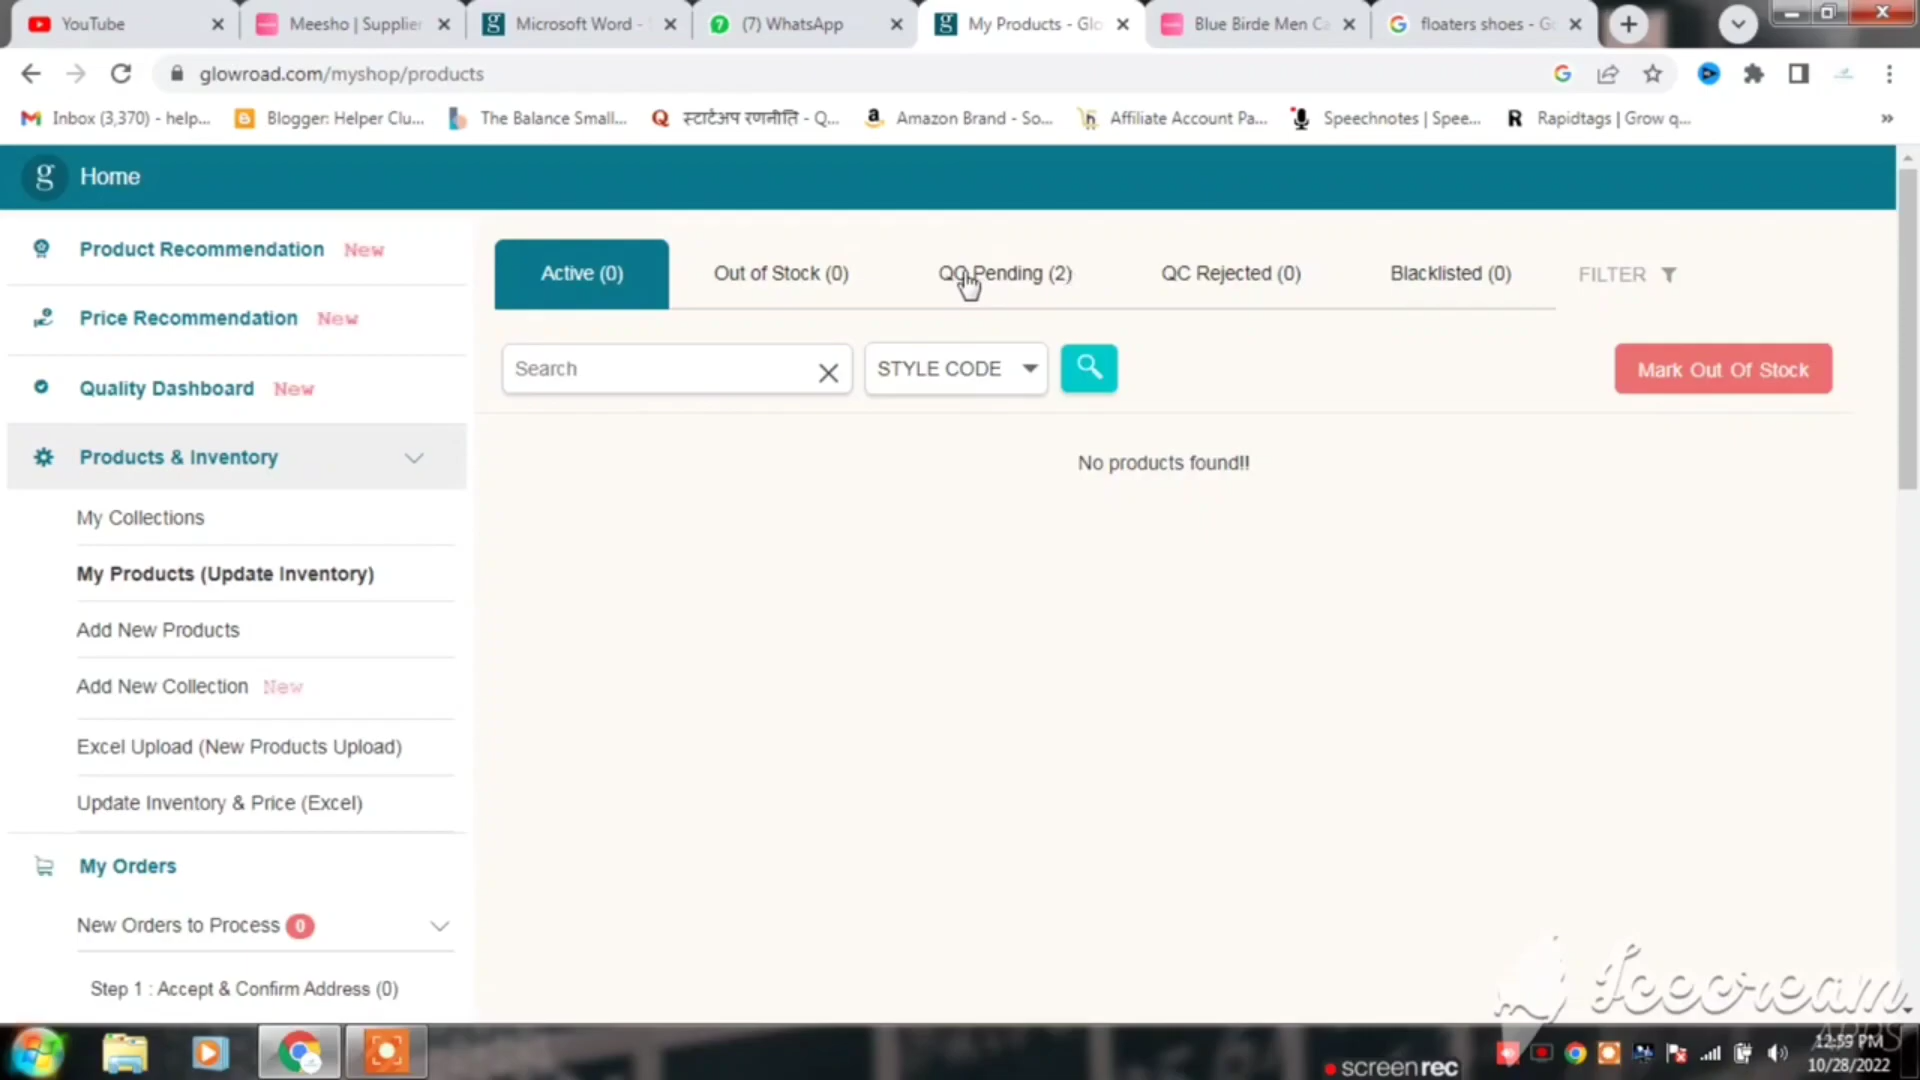 YouTube
Meesho | Supplier
Microsoft Word -
(7) WhatsApp
My Products - Glo
Blue Birde Men Ca
floaters shoes - Go
glowroad.com/myshop/products
Inbox (3,370) - help...
Blogger: Helper Clu...
The Balance Small...
स्टार्टअप रणनीति - Q...
Amazon Brand - So...
Affiliate Account Pa...
Speechnotes | Spee...
Rapidtags | Grow q...
»
g Home
Product Recommendation New
Active (0)
Out of Stock (0)
QC Pending (2)
QC Rejected (0)
Blacklisted (0)
FILTER
Price Recommendation New
Search
STYLE CODE
Mark Out Of Stock
Quality Dashboard New
Products & Inventory
No products found!!
My Collections
My Products (Update Inventory)
Add New Products
Add New Collection New
Excel Upload (New Products Upload)
Update Inventory & Price (Excel)
My Orders
New Orders to Process 0
Step 1 : Accept & Confirm Address (0)
Icecream
APPS
screenrec
12:59 PM
10/28/2022